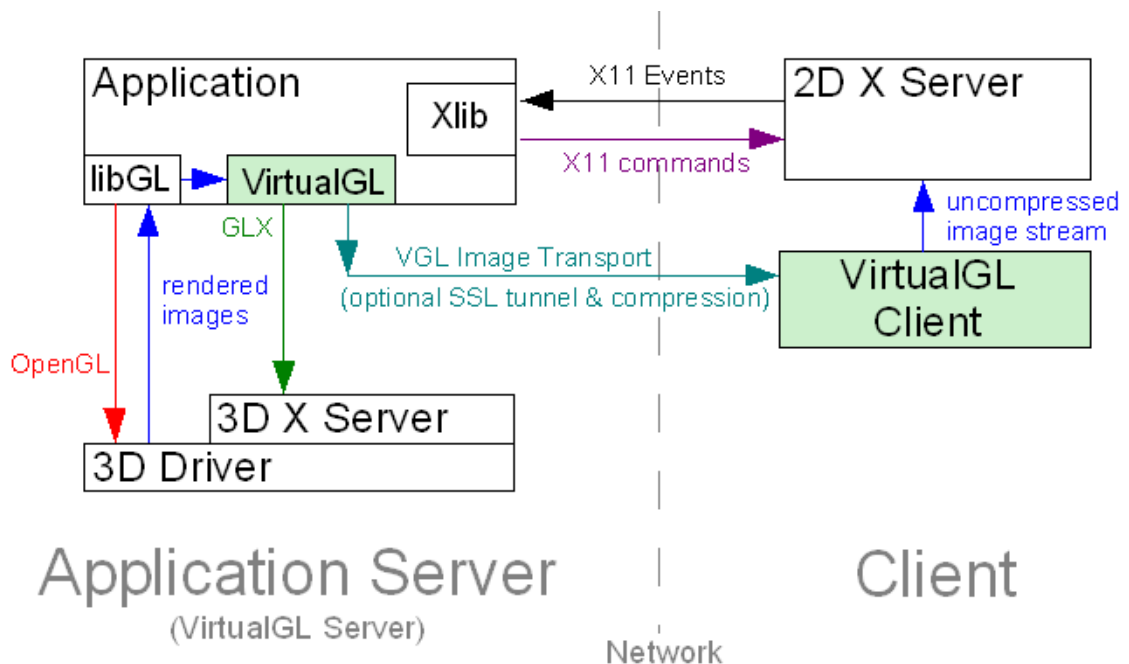 Application
Xlib
libGL
VirtualGL
X11 Events
2D X Server
X11 commands
GLX
uncompressed
image stream
VGL Image Transport
(optional SSL tunnel & compression)
VirtualGL
Client
rendered
images
OpenGL
3D X Server
3D Driver
Application Server
(VirtualGL Server)
Client
Network